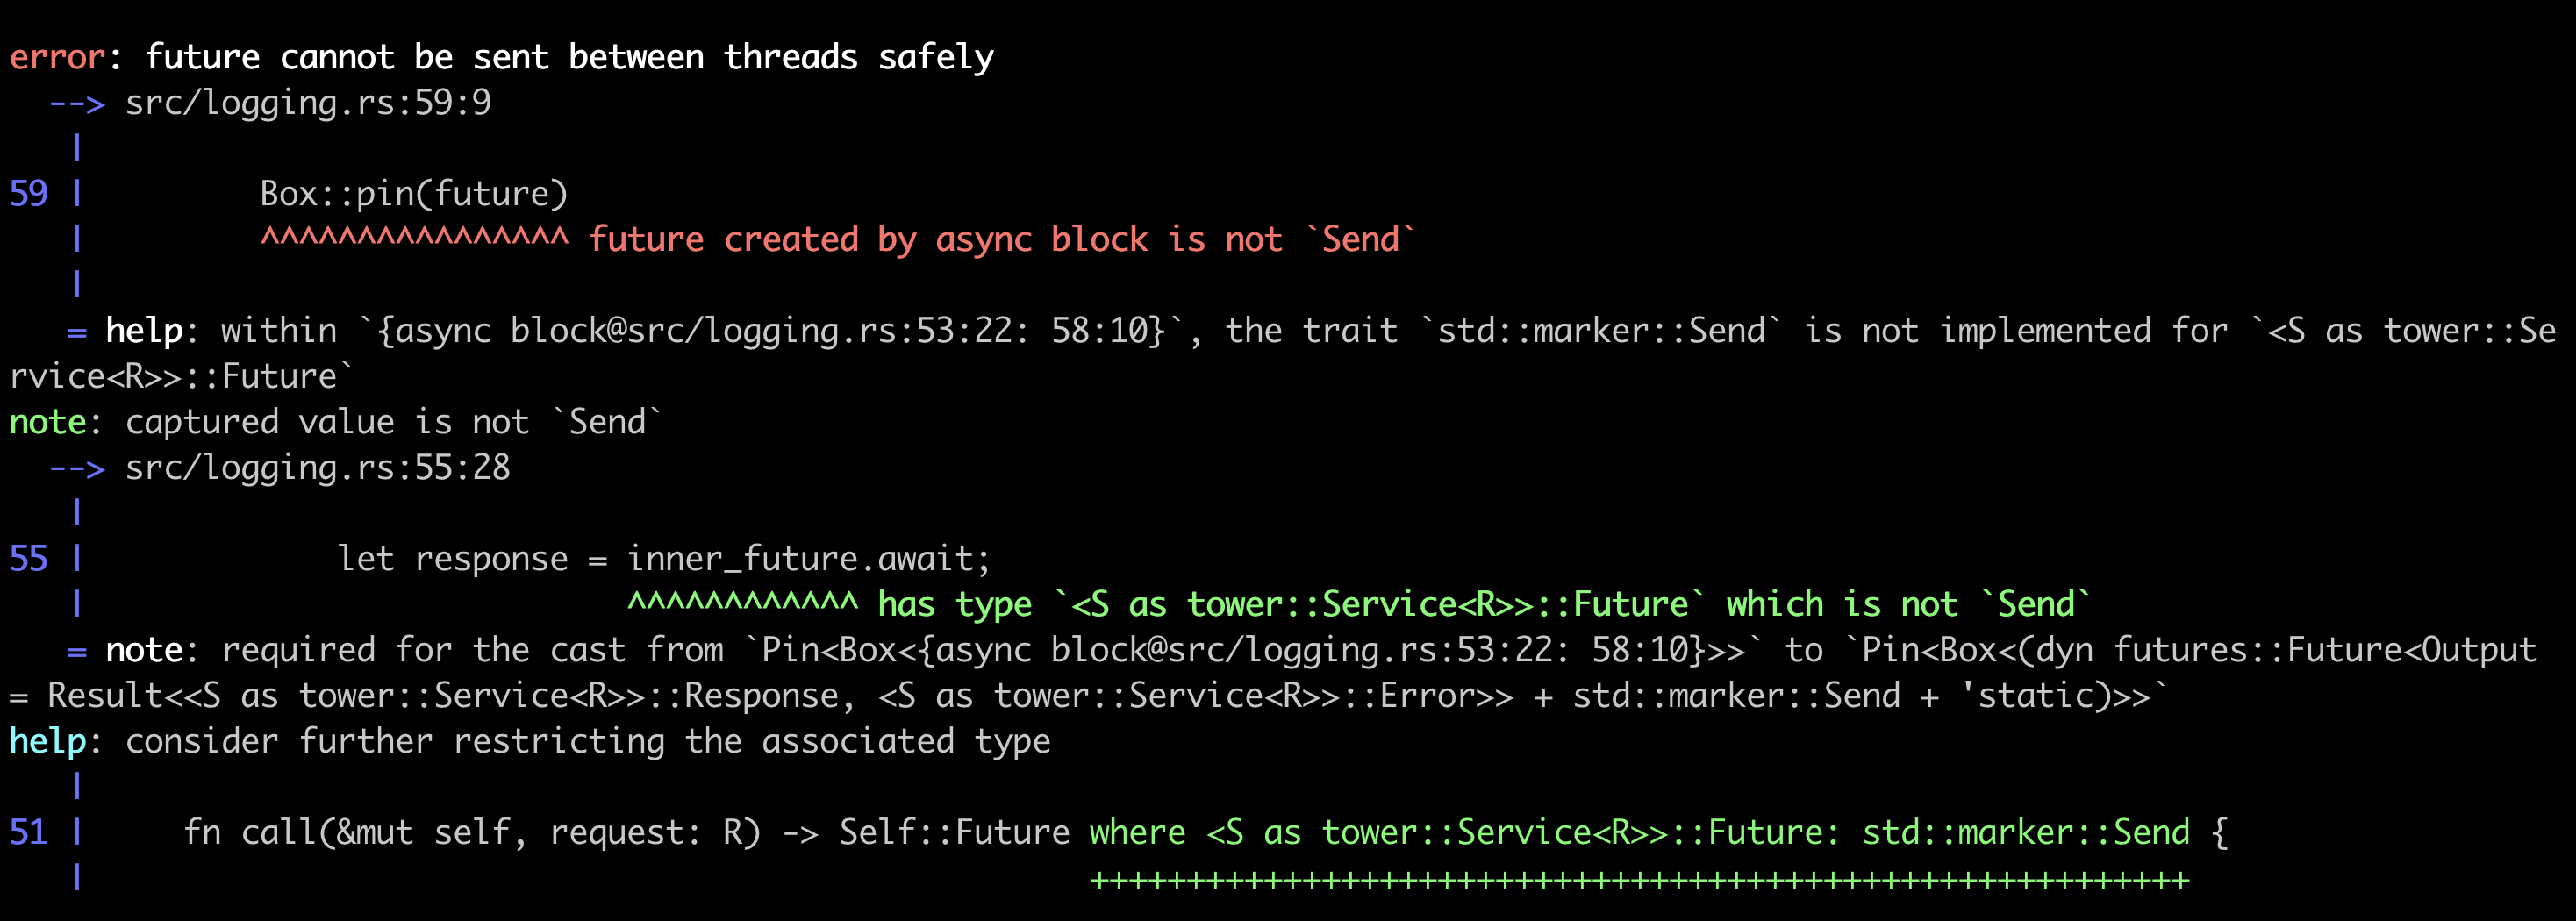 error: future cannot be sent between threads safely
  --> src/logging.rs:59:9
   |
59 |         Box::pin(future)
   |         ^^^^^^^^^^^^^^^^ future created by async block is not `Send`
   |
   = help: within `{async block@src/logging.rs:53:22: 58:10}`, the trait `std::marker::Send` is not implemented for `<S as tower::Se
rvice<R>>::Future`
note: captured value is not `Send`
  --> src/logging.rs:55:28
   |
55 |             let response = inner_future.await;
   |                            ^^^^^^^^^^^^ has type `<S as tower::Service<R>>::Future` which is not `Send`
   = note: required for the cast from `Pin<Box<{async block@src/logging.rs:53:22: 58:10}>>` to `Pin<Box<(dyn futures::Future<Output
= Result<<S as tower::Service<R>>::Response, <S as tower::Service<R>>::Error>> + std::marker::Send + 'static)>>`
help: consider further restricting the associated type
   |
51 |     fn call(&mut self, request: R) -> Self::Future where <S as tower::Service<R>>::Future: std::marker::Send {
   |                                                    +++++++++++++++++++++++++++++++++++++++++++++++++++++++++